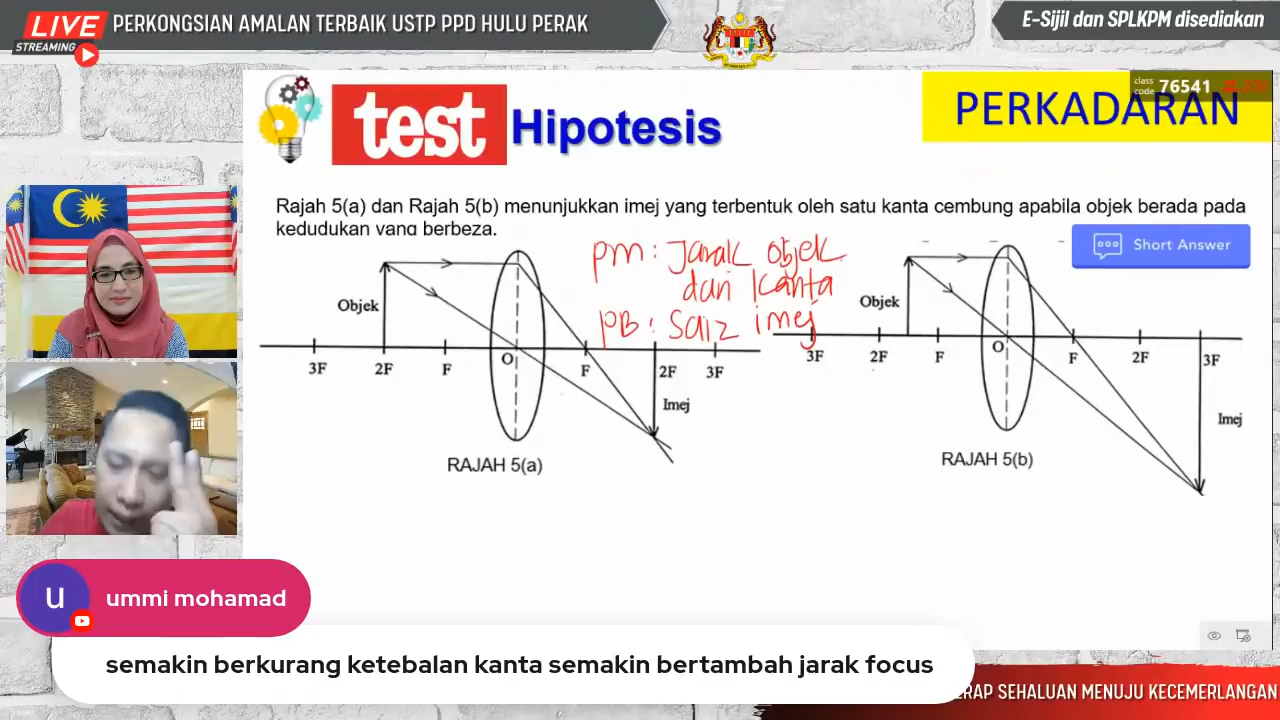 LIVE
STREAMING
PERKONGSIAN AMALAN TERBAIK USTP PPD HULU PERAK
E-Sijil dan SPLKPM disediakan
class code 76541
test Hipotesis
PERKADARAN
Rajah 5(a) dan Rajah 5(b) menunjukkan imej yang terbentuk oleh satu kanta cembung apabila objek berada pada
kedudukan yang berbeza.
Short Answer
PM : Jarak objek
dan kanta
PB : Saiz imej
Objek
3F 2F F O F 2F 3F
Imej
RAJAH 5(a)
Objek
3F 2F F O F 2F 3F
Imej
RAJAH 5(b)
u
ummi mohamad
semakin berkurang ketebalan kanta semakin bertambah jarak focus
SEHALUAN MENUJU KECEMERLANGAN